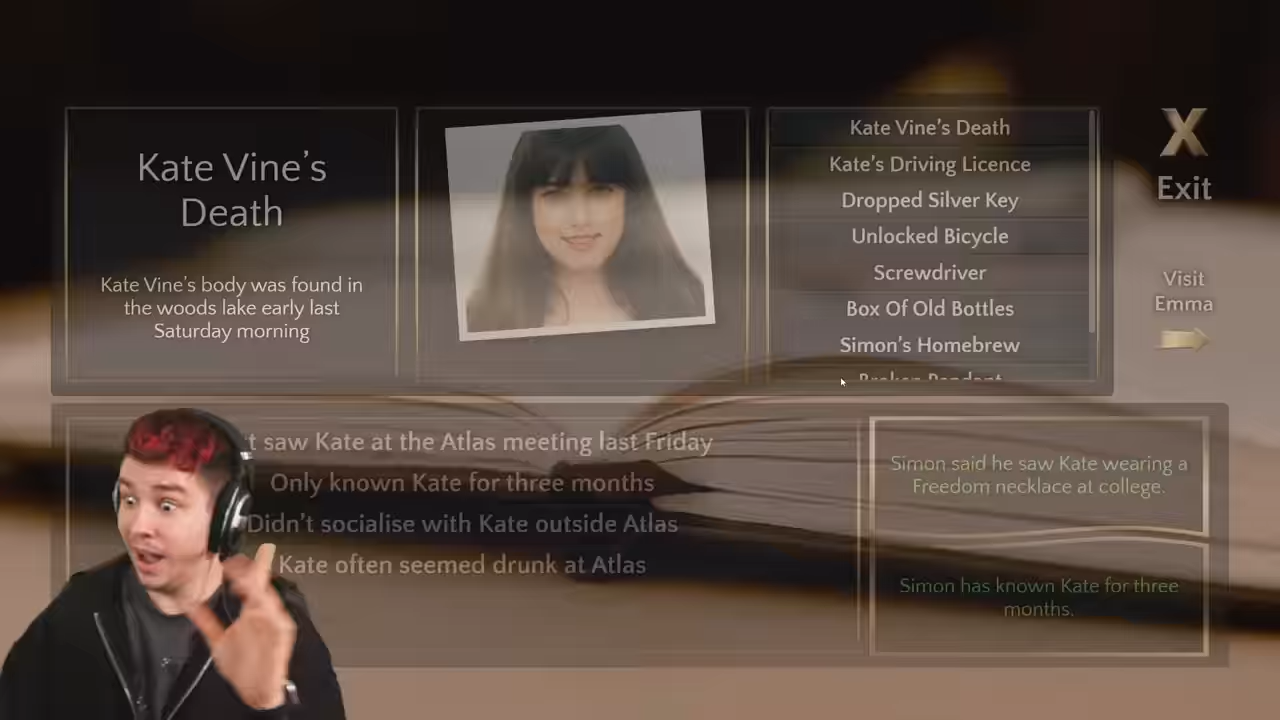 Kate Vine's
Death
Kate Vine's body was found in
the woods lake early last
Saturday morning
Kate Vine's Death
Kate's Driving Licence
Dropped Silver Key
Unlocked Bicycle
Screwdriver
Box Of Old Bottles
Simon's Homebrew
Broken Pendant
X
Exit
Visit
Emma
saw Kate at the Atlas meeting last Friday
Only known Kate for three months
Didn't socialise with Kate outside Atlas
Kate often seemed drunk at Atlas
Simon said he saw Kate wearing a
Freedom necklace at college.
Simon has known Kate for three
months.